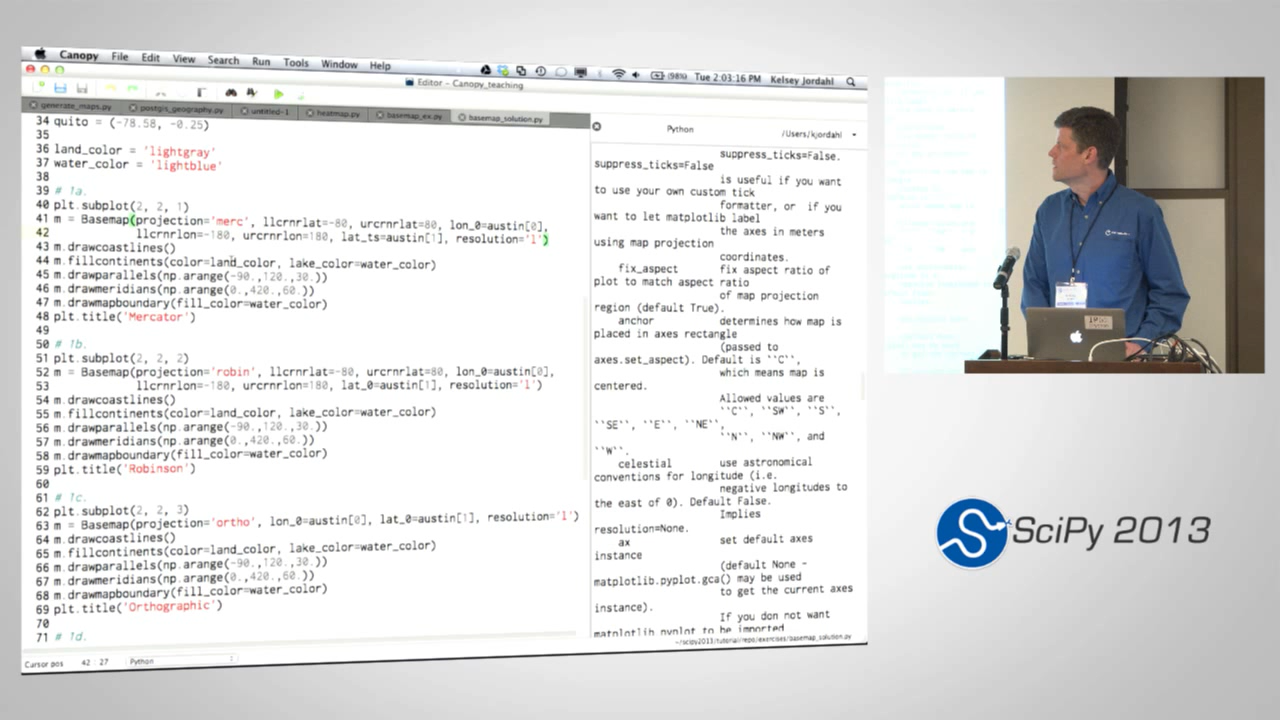 Canopy File Edit View Search Run Tools Window Help
(98%) Tue 2:03:16 PM Kelsey Jordahl
Editor - Canopy_teaching
generate_maps.py postgis_geography.py untitled-1 heatmap.py basemap_ex.py basemap_solution.py
34 quito = (-78.58, -0.25)
35
36 land_color = 'lightgray'
37 water_color = 'lightblue'
38
39 # 1a.
40 plt.subplot(2, 2, 1)
41 m = Basemap(projection='merc', llcrnrlat=-80, urcrnrlat=80, lon_0=austin[0],
42 llcrnrlon=-180, urcrnrlon=180, lat_ts=austin[1], resolution='l')
43 m.drawcoastlines()
44 m.fillcontinents(color=land_color, lake_color=water_color)
45 m.drawparallels(np.arange(-90.,120.,30.))
46 m.drawmeridians(np.arange(0.,420.,60.))
47 m.drawmapboundary(fill_color=water_color)
48 plt.title('Mercator')
49
50 # 1b.
51 plt.subplot(2, 2, 2)
52 m = Basemap(projection='robin', llcrnrlat=-80, urcrnrlat=80, lon_0=austin[0],
53 llcrnrlon=-180, urcrnrlon=180, lat_0=austin[1], resolution='l')
54 m.drawcoastlines()
55 m.fillcontinents(color=land_color, lake_color=water_color)
56 m.drawparallels(np.arange(-90.,120.,30.))
57 m.drawmeridians(np.arange(0.,420.,60.))
58 m.drawmapboundary(fill_color=water_color)
59 plt.title('Robinson')
60
61 # 1c.
62 plt.subplot(2, 2, 3)
63 m = Basemap(projection='ortho', lon_0=austin[0], lat_0=austin[1], resolution='l')
64 m.drawcoastlines()
65 m.fillcontinents(color=land_color, lake_color=water_color)
66 m.drawparallels(np.arange(-90.,120.,30.))
67 m.drawmeridians(np.arange(0.,420.,60.))
68 m.drawmapboundary(fill_color=water_color)
69 plt.title('Orthographic')
70
71 # 1d.
Cursor pos 42 : 27 Python
Python /Users/kjordahl
suppress_ticks=False.
suppress_ticks=False
is useful if you want
to use your own custom tick
formatter, or if you
want to let matplotlib label
the axes in meters
using map projection
coordinates.
fix_aspect fix aspect ratio of
plot to match aspect ratio
of map projection
region (default True).
anchor determines how map is
placed in axes rectangle
(passed to
axes.set_aspect). Default is ``C``,
which means map is
centered.
Allowed values are
``C``, ``SW``, ``S``,
``SE``, ``E``, ``NE``,
``N``, ``NW``, and
``W``.
celestial use astronomical
conventions for longitude (i.e.
negative longitudes to
the east of 0). Default False.
Implies
resolution=None.
ax set default axes
instance
(default None -
matplotlib.pyplot.gca() may be used
to get the current axes
instance).
If you don not want
matplotlib pyplot to be imported
~/scipy2013/tutorial/repo/exercises/basemap_solution.py
SciPy 2013